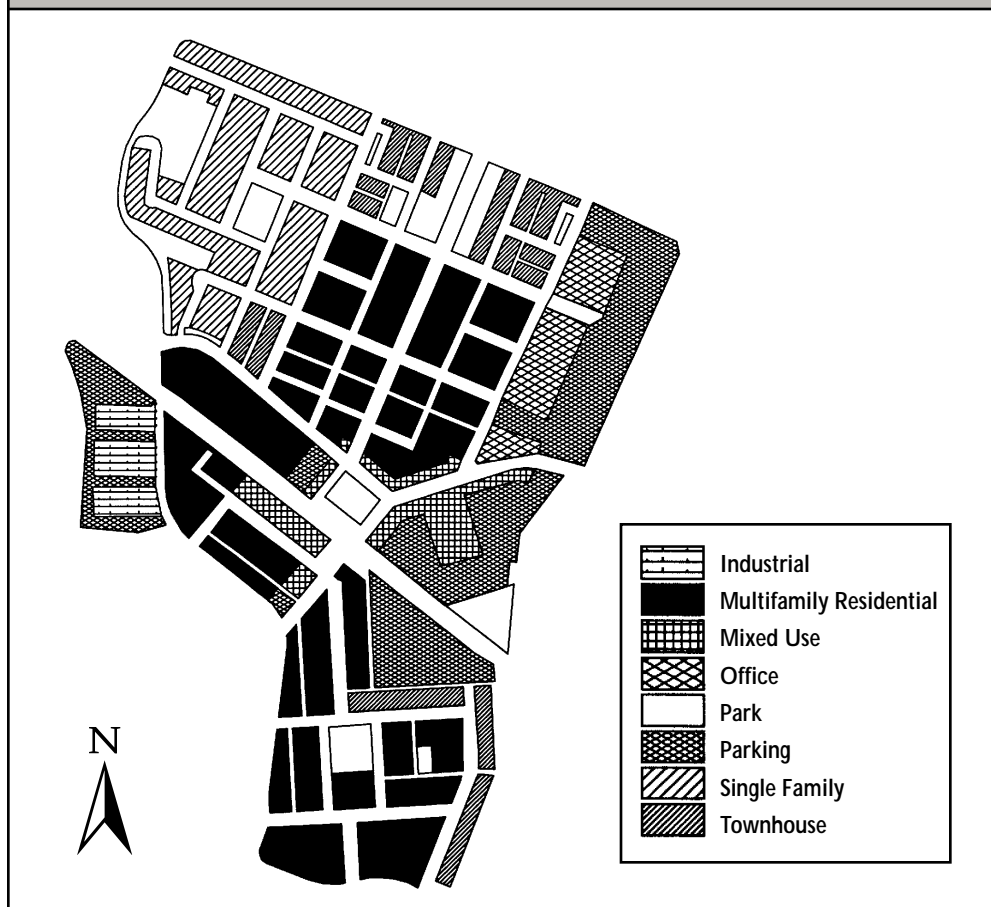 Industrial
Multifamily Residential
Mixed Use
Office
Park
Parking
Single Family
Townhouse
N